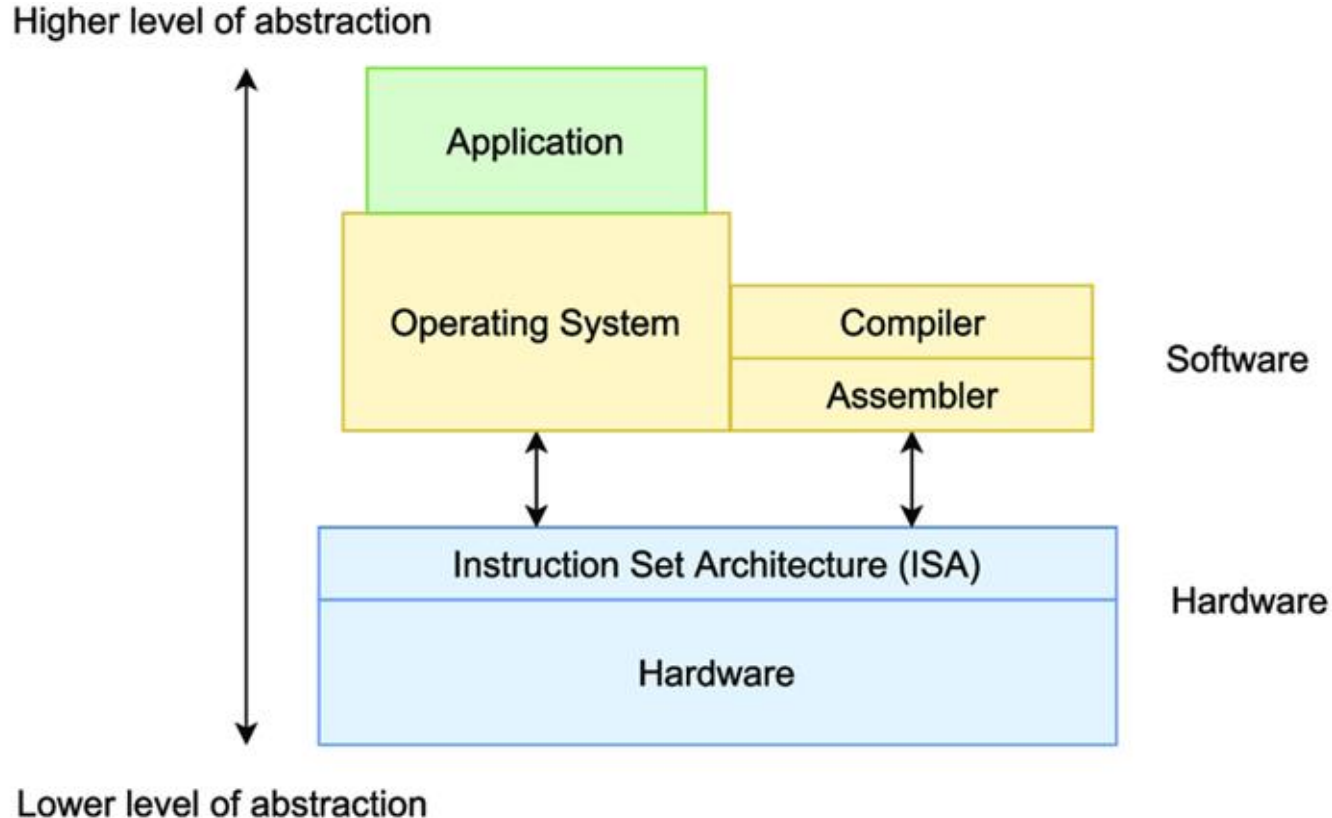 Higher level of abstraction
Application
Operating System
Compiler
Software
Assembler
Instruction Set Architecture (ISA)
Hardware
Hardware
Lower level of abstraction